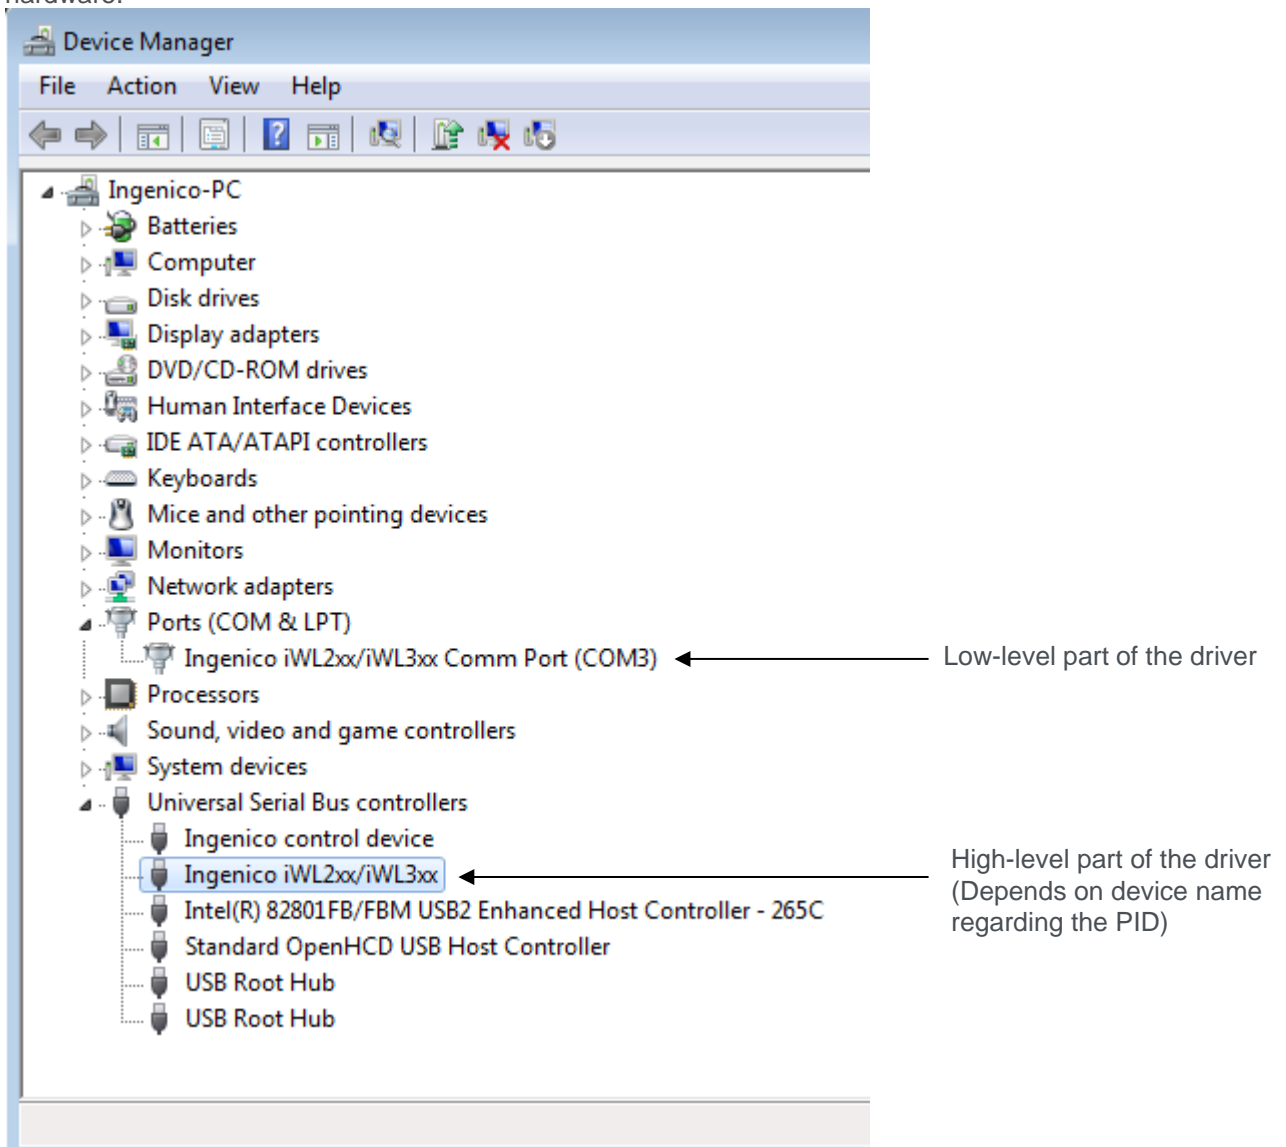 hardware.
Device Manager
File Action View Help
Ingenico-PC
Batteries
Computer
Disk drives
Display adapters
DVD/CD-ROM drives
Human Interface Devices
IDE ATA/ATAPI controllers
Keyboards
Mice and other pointing devices
Monitors
Network adapters
Ports (COM & LPT)
Ingenico iWL2xx/iWL3xx Comm Port (COM3)
Low-level part of the driver
Processors
Sound, video and game controllers
System devices
Universal Serial Bus controllers
Ingenico control device
Ingenico iWL2xx/iWL3xx
High-level part of the driver
(Depends on device name
regarding the PID)
Intel(R) 82801FB/FBM USB2 Enhanced Host Controller - 265C
Standard OpenHCD USB Host Controller
USB Root Hub
USB Root Hub